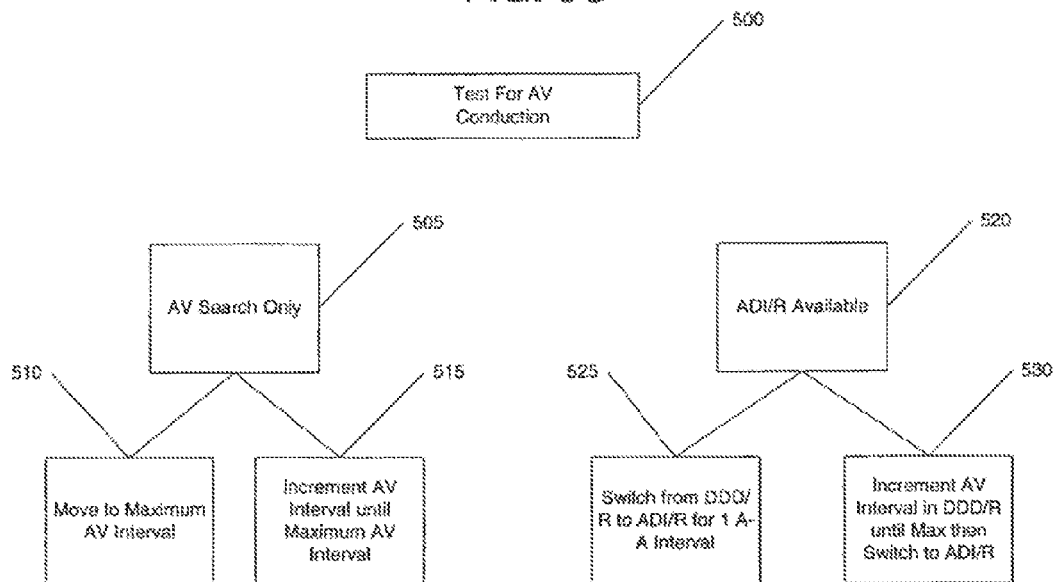 500
Test For AV
Conduction
505
520
AV Search Only
ADI/R Available
510
515
525
530
Move to Maximum
AV Interval
Increment AV
Interval until
Maximum AV
Interval
Switch from DDD/
R to ADI/R for 1 A-
A Interval
Increment AV
Interval in DDD/R
until Max then
Switch to ADI/R